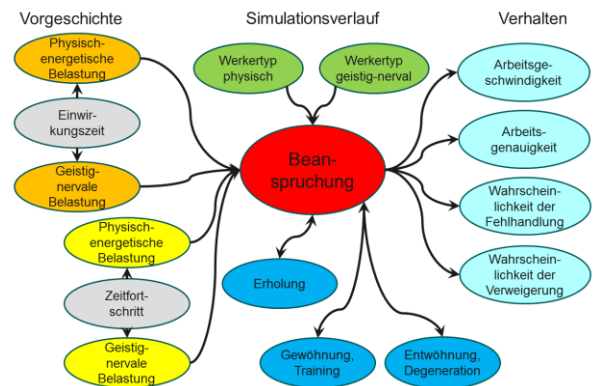 Vorgeschichte
Simulationsverlauf
Verhalten
Physisch-
energetische
Belastung
Einwir-
kungszeit
Geistig-
nervale
Belastung
Physisch-
energetische
Belastung
Zeitfort-
schritt
Geistig-
nervale
Belastung
Werkertyp
physisch
Werkertyp
geistig-nerval
Bean-
spruchung
Erholung
Gewöhnung,
Training
Entwöhnung,
Degeneration
Arbeitsge-
schwindigkeit
Arbeits-
genauigkeit
Wahrschein-
lichkeit der
Fehlhandlung
Wahrschein-
lichkeit der
Verweigerung